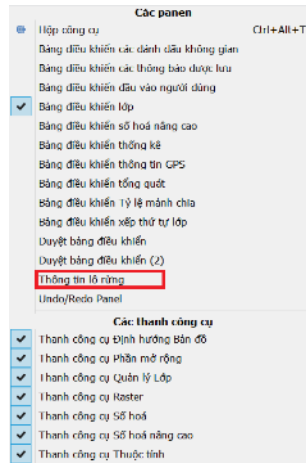 Các panen
Hộp công cụ Ctrl+Alt+T
Bảng điều khiển các đánh dấu không gian
Bảng điều khiển các thông báo được lưu
Bảng điều khiển đầu vào người dùng
Bảng điều khiển lớp
Bảng điều khiển số hoá nâng cao
Bảng điều khiển thống kê
Bảng điều khiển thông tin GPS
Bảng điều khiển tổng quát
Bảng điều khiển Tỷ lệ mảnh chia
Bảng điều khiển xếp thứ tự lớp
Duyệt bảng điều khiển
Duyệt bảng điều khiển (2)
Thông tin lô rừng
Undo/Redo Panel
Các thanh công cụ
Thanh công cụ Định hướng Bản đồ
Thanh công cụ Phần mở rộng
Thanh công cụ Quản lý Lớp
Thanh công cụ Raster
Thanh công cụ Số hoá
Thanh công cụ Số hoá nâng cao
Thanh công cụ Thuộc tính